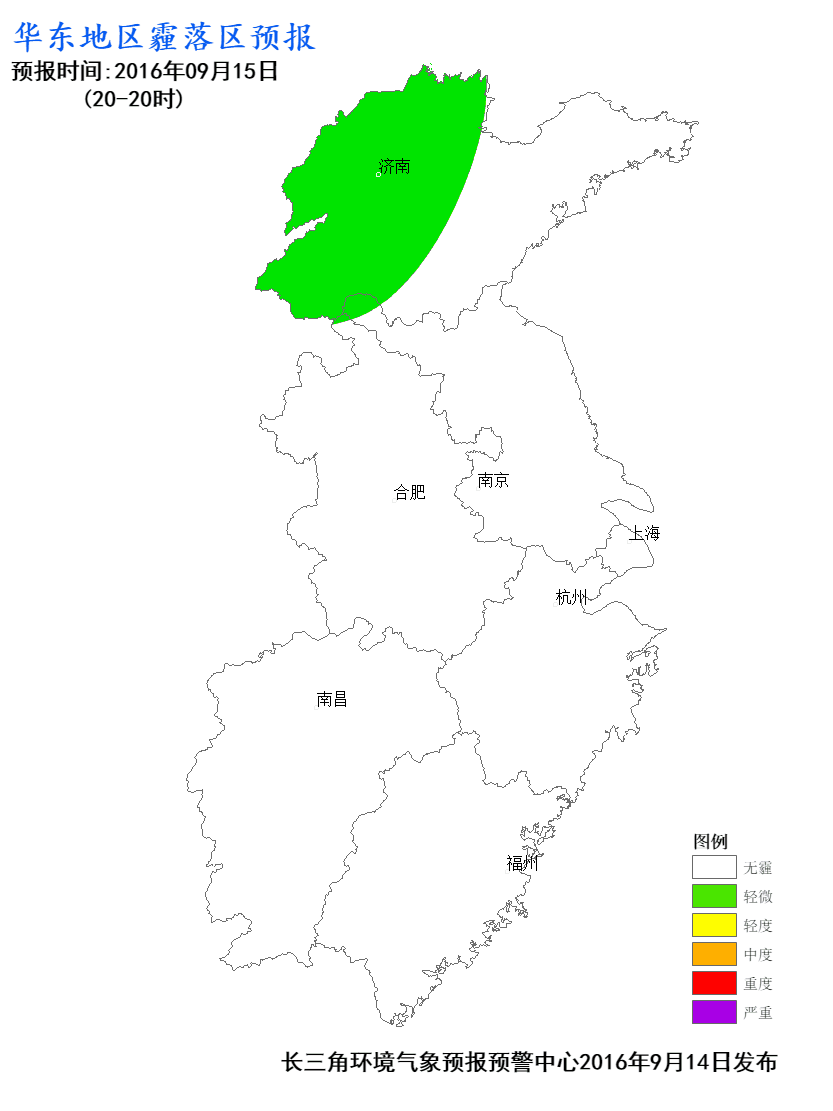 华东地区霾落区预报
预报时间:2016年09月15日
(20-20时)
济南
合肥
南京
上海
杭州
南昌
福州
图例
无霾
轻微
轻度
中度
重度
严重
长三角环境气象预报预警中心2016年9月14日发布